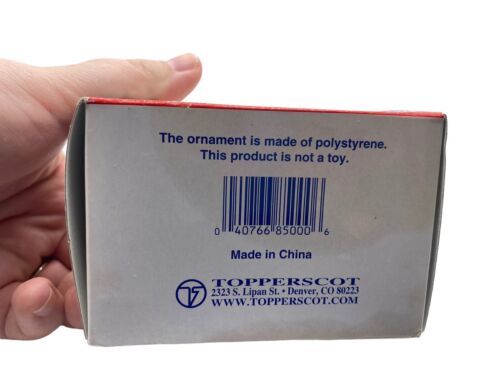 The ornament is made of polystyrene.
This product is not a toy.
0 40766 85000 6
Made in China
TS TOPPERSCOT
2323 S. Lipan St. • Denver, CO 80223
WWW.TOPPERSCOT.COM